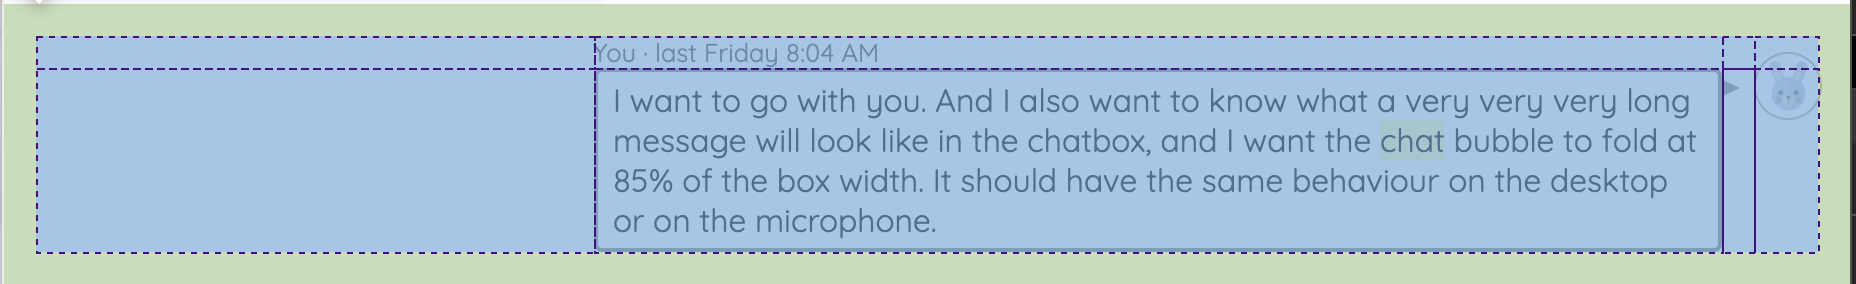 You · last Friday 8:04 AM
I want to go with you. And I also want to know what a very very very long
message will look like in the chatbox, and I want the chat bubble to fold at
85% of the box width. It should have the same behaviour on the desktop
or on the microphone.